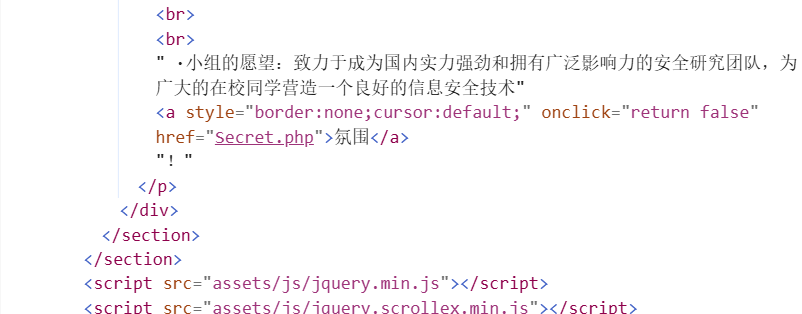 <br>
<br>
" ·小组的愿望：致力于成为国内实力强劲和拥有广泛影响力的安全研究团队，为
广大的在校同学营造一个良好的信息安全技术"
<a style="border:none;cursor:default;" onclick="return false"
href="Secret.php">氛围</a>
"！"
</p>
</div>
</section>
</section>
<script src="assets/js/jquery.min.js"></script>
<script src="assets/js/jquery.scrollex.min.js"></script>